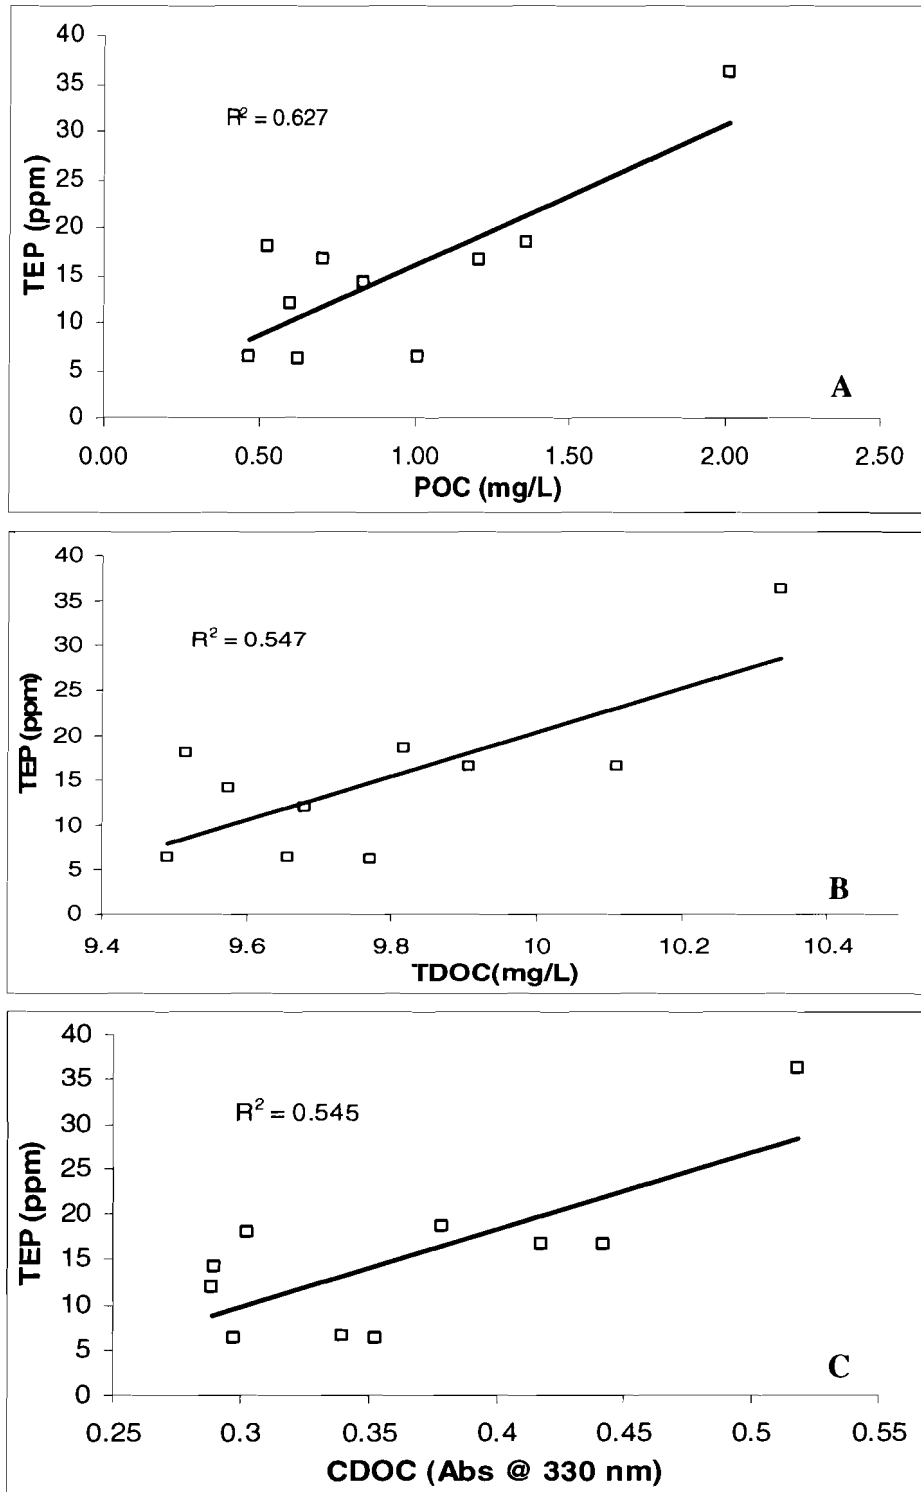 40
35
30
25
20
15
10
5
0
TEP (ppm)
R² = 0.627
A
0.00 0.50 1.00 1.50 2.00 2.50
POC (mg/L)
40
35
30
25
20
15
10
5
0
TEP (ppm)
R² = 0.547
B
9.4 9.6 9.8 10 10.2 10.4
TDOC(mg/L)
40
35
30
25
20
15
10
5
0
TEP (ppm)
R² = 0.545
C
0.25 0.3 0.35 0.4 0.45 0.5 0.55
CDOC (Abs @ 330 nm)